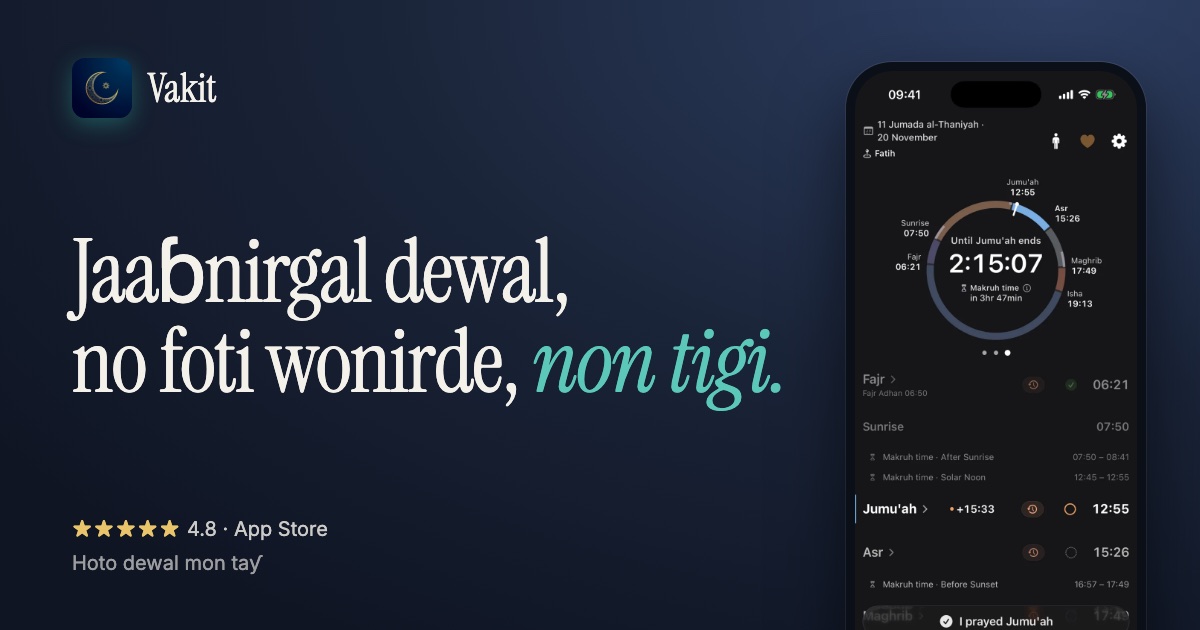 Vakit
Jaaɓnirgal dewal,
no foti wonirde, non tigi.
4.8 · App Store
Hoto dewal mon tayƴ
09:41
11 Jumada al-Thaniyah ·
20 November
Fatih
Jumu'ah
12:55
Asr
15:26
Sunrise
07:50
Until Jumu'ah ends
2:15:07
Fajr
06:21
Maghrib
17:49
Makruh time
in 3hr 47min
Isha
19:13
Fajr 06:21
Fajr Adhan 06:50
Sunrise 07:50
Makruh time · After Sunrise 07:50 – 08:41
Makruh time · Solar Noon 12:45 – 12:55
Jumu'ah +15:33 12:55
Asr 15:26
Makruh time · Before Sunset 16:57 – 17:49
Maghrib 17:49
I prayed Jumu'ah